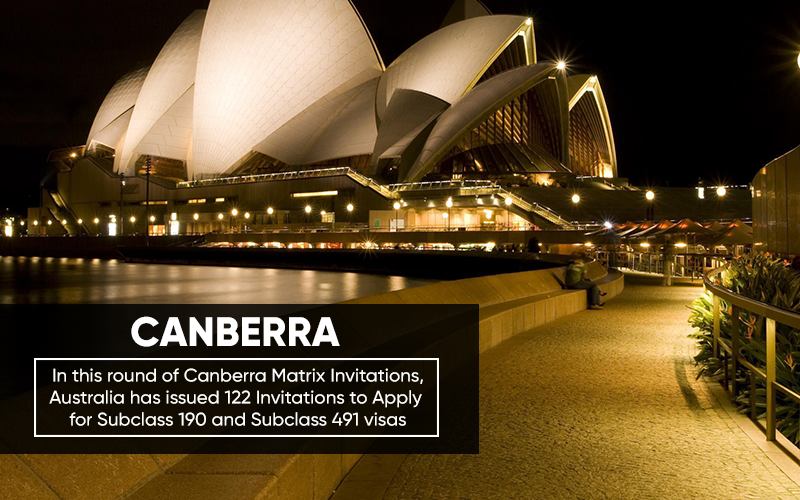 CANBERRA
In this round of Canberra Matrix Invitations,
Australia has issued 122 Invitations to Apply
for Subclass 190 and Subclass 491 visas